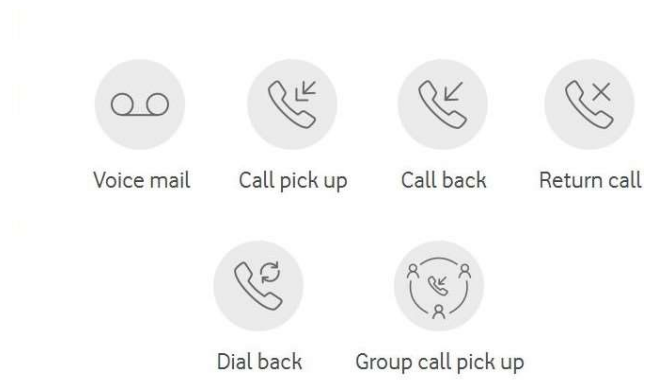 Voice mail
Call pick up
Call back
Return call
Dial back
Group call pick up